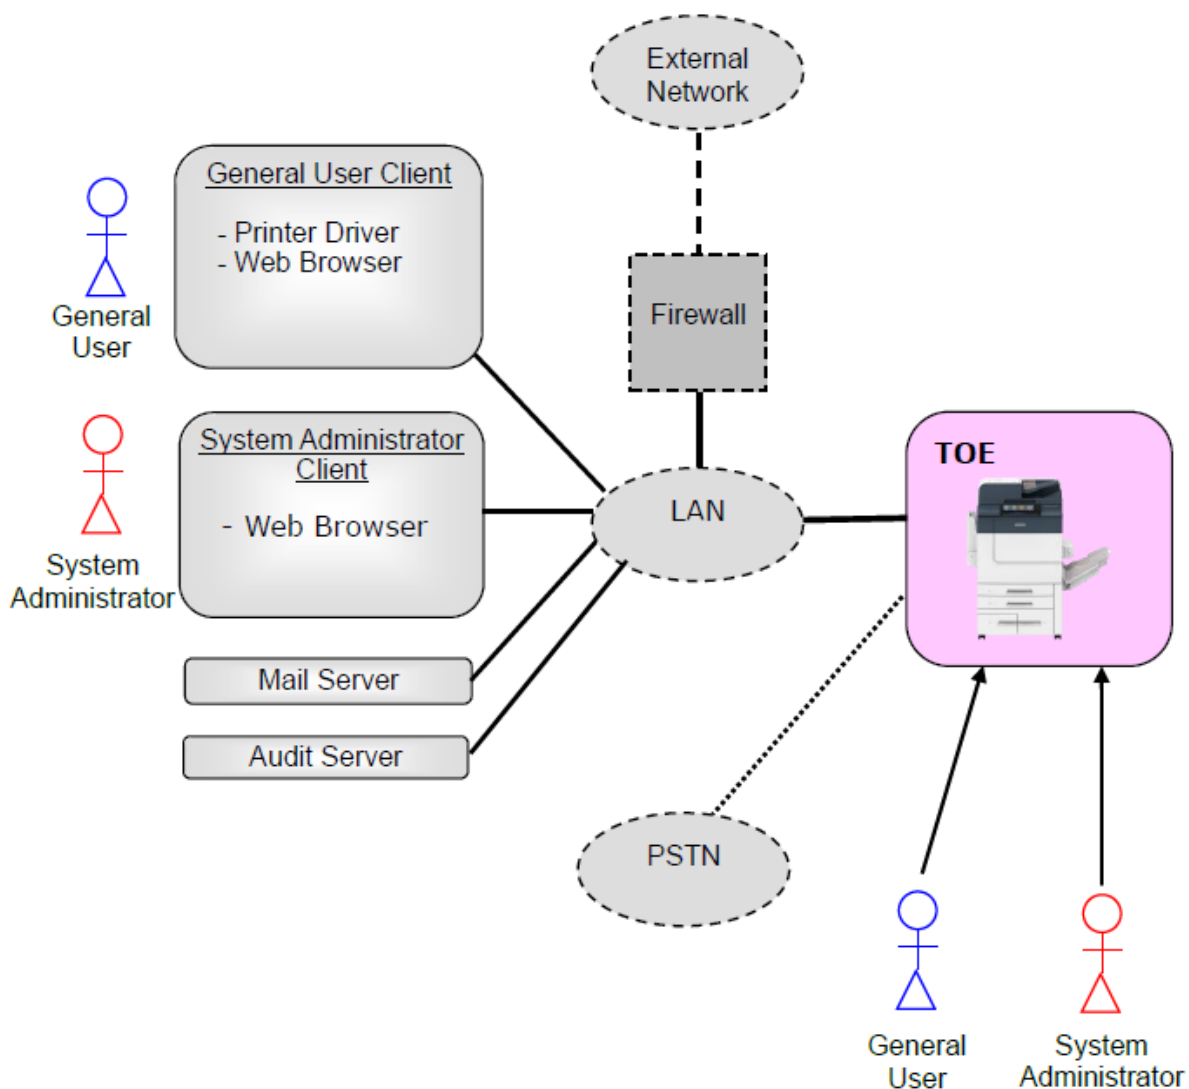 External
Network
General User Client
- Printer Driver
- Web Browser
General
User
Firewall
System Administrator
Client
- Web Browser
System
Administrator
LAN
TOE
Mail Server
Audit Server
PSTN
General
User
System
Administrator